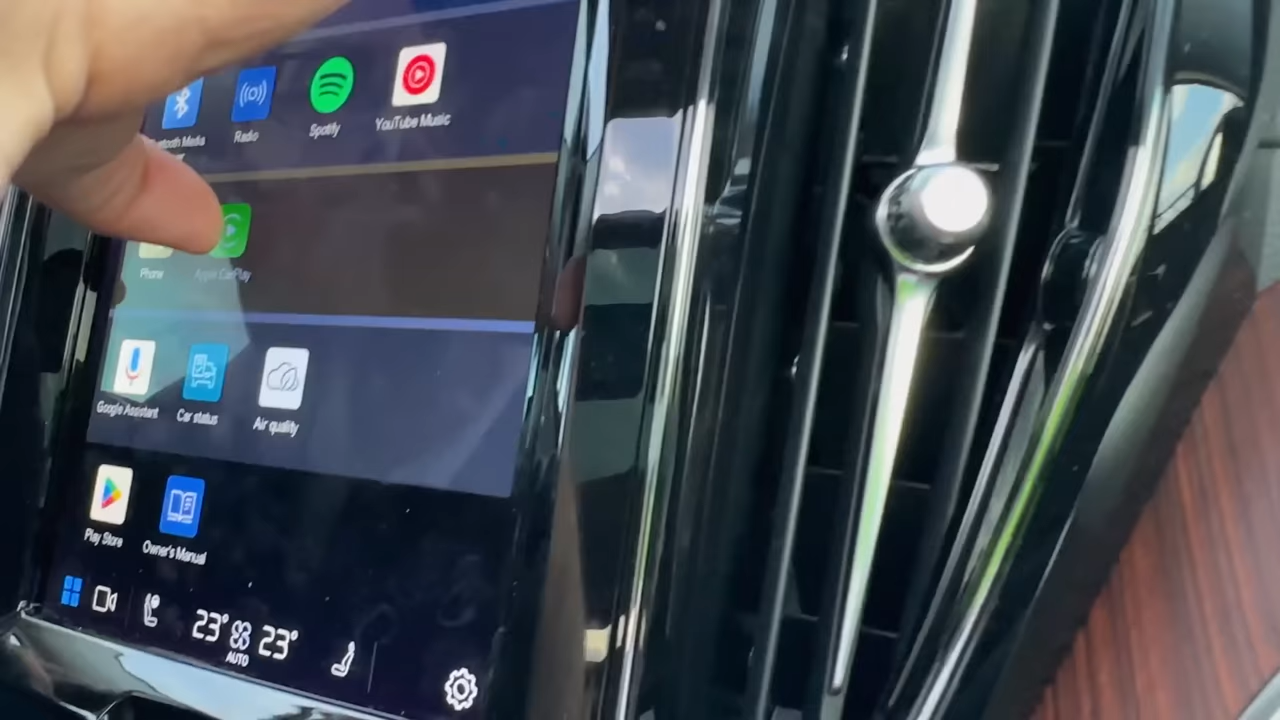 Radio
Spotify
YouTube Music
Phone
Apple CarPlay
Google Assistant
Car status
Air quality
Play Store
Owner's Manual
23° 23°
AUTO